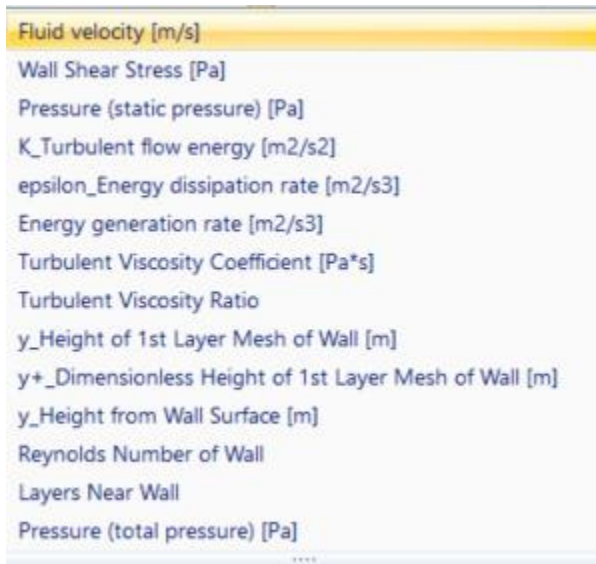 Fluid velocity [m/s]
Wall Shear Stress [Pa]
Pressure (static pressure) [Pa]
K_Turbulent flow energy [m2/s2]
epsilon_Energy dissipation rate [m2/s3]
Energy generation rate [m2/s3]
Turbulent Viscosity Coefficient [Pa*s]
Turbulent Viscosity Ratio
y_Height of 1st Layer Mesh of Wall [m]
y+_Dimensionless Height of 1st Layer Mesh of Wall [m]
y_Height from Wall Surface [m]
Reynolds Number of Wall
Layers Near Wall
Pressure (total pressure) [Pa]